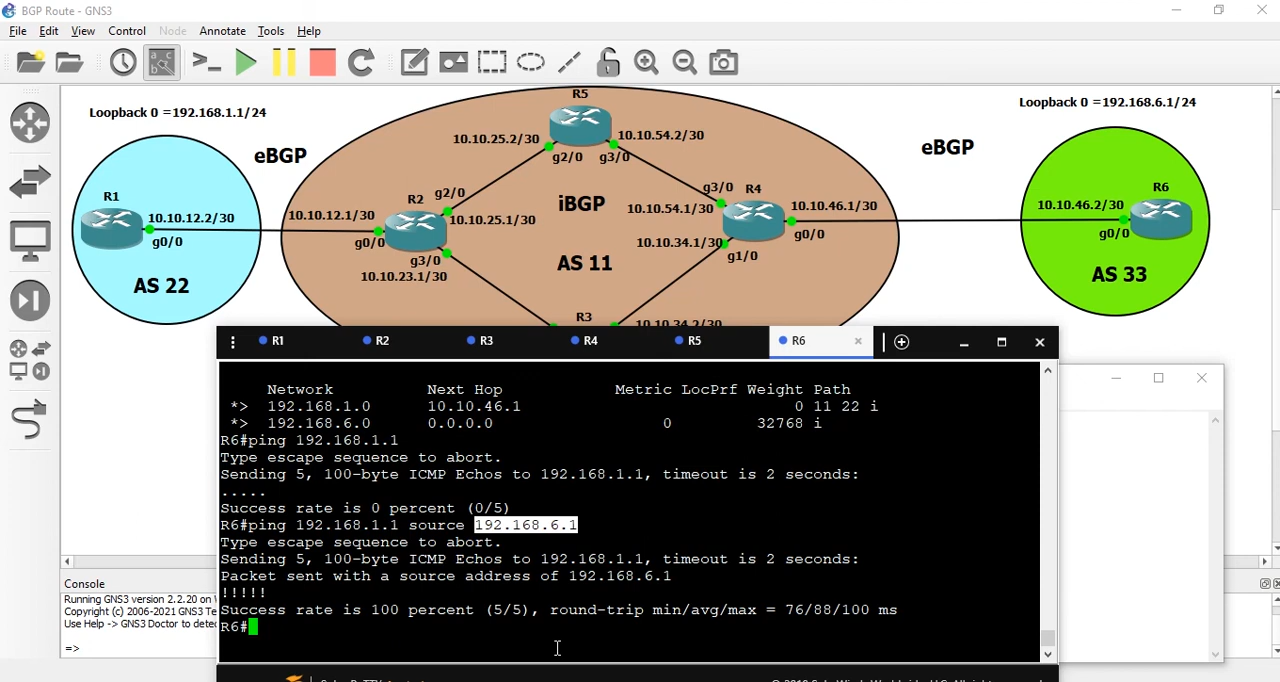 BGP Route - GNS3
File Edit View Control Node Annotate Tools Help
Loopback 0 =192.168.1.1/24
Loopback 0 =192.168.6.1/24
eBGP
eBGP
R5
10.10.25.2/30
10.10.54.2/30
g2/0 g3/0
R1
10.10.12.2/30
g0/0
AS 22
R2
g2/0
10.10.12.1/30
10.10.25.1/30
g0/0
g3/0
10.10.23.1/30
iBGP
AS 11
g3/0
R4
10.10.54.1/30
10.10.46.1/30
10.10.34.1/30
g0/0
g1/0
R6
10.10.46.2/30
g0/0
AS 33
R3
10.10.34.2/30
R1 R2 R3 R4 R5 R6
Network Next Hop Metric LocPrf Weight Path
*> 192.168.1.0 10.10.46.1 0 11 22 i
*> 192.168.6.0 0.0.0.0 0 32768 i
R6#ping 192.168.1.1
Type escape sequence to abort.
Sending 5, 100-byte ICMP Echos to 192.168.1.1, timeout is 2 seconds:
.....
Success rate is 0 percent (0/5)
R6#ping 192.168.1.1 source 192.168.6.1
Type escape sequence to abort.
Sending 5, 100-byte ICMP Echos to 192.168.1.1, timeout is 2 seconds:
Packet sent with a source address of 192.168.6.1
!!!!!
Success rate is 100 percent (5/5), round-trip min/avg/max = 76/88/100 ms
R6#
Console
Running GNS3 version 2.2.20 on
Copyright (c) 2006-2021 GNS3 Te
Use Help -> GNS3 Doctor to detec
=>